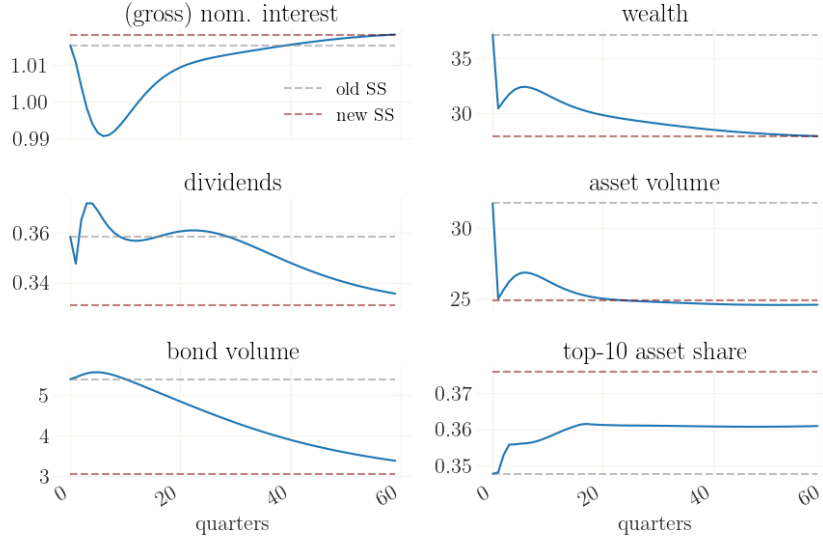 (gross) nom. interest
1.01
1.00
0.99
old SS
new SS
wealth
35
30
dividends
0.36
0.34
asset volume
30
25
bond volume
5
4
3
0
20
40
60
quarters
top-10 asset share
0.37
0.36
0.35
0
20
40
60
quarters